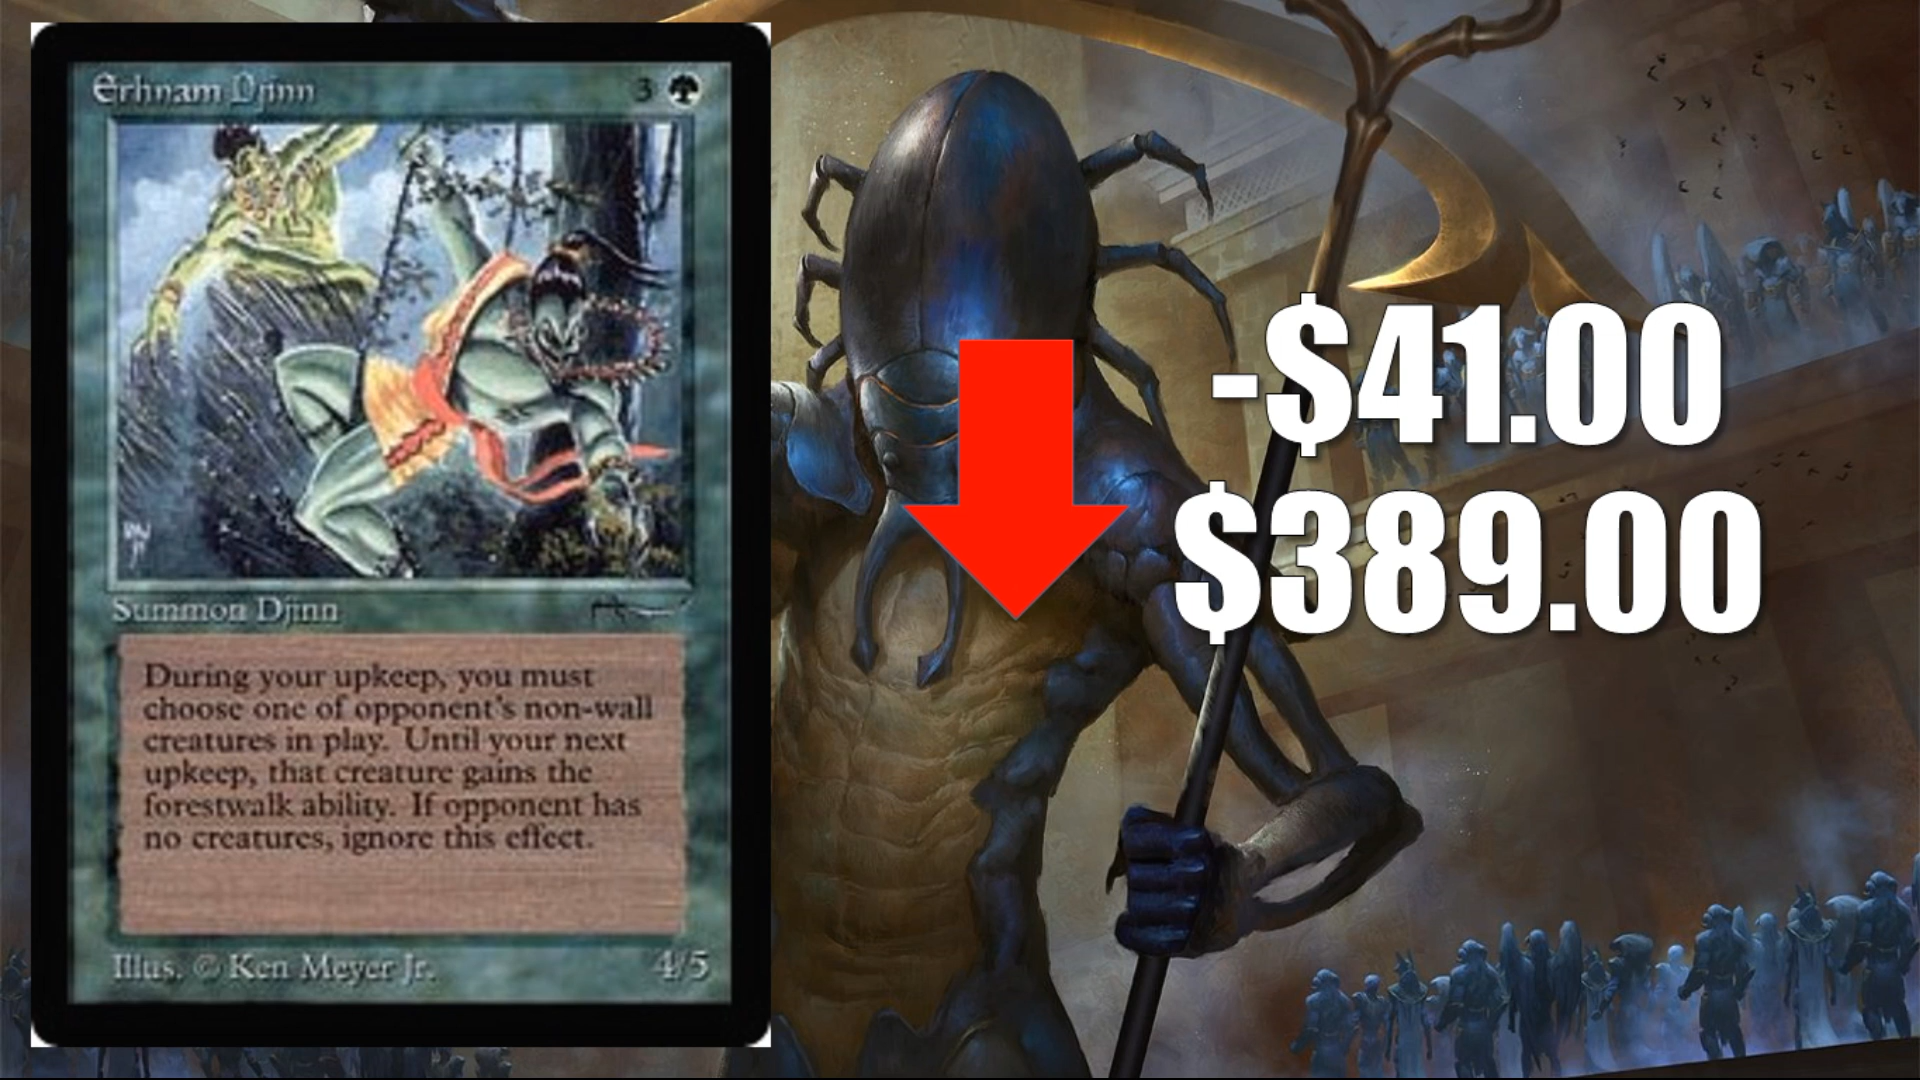 Erhnam Djinn
3
Summon Djinn
During your upkeep, you must
choose one of opponent's non-wall
creatures in play. Until your next
upkeep, that creature gains the
forestwalk ability. If opponent has
no creatures, ignore this effect.
Illus. © Ken Meyer Jr.
4/5
-$41.00
$389.00